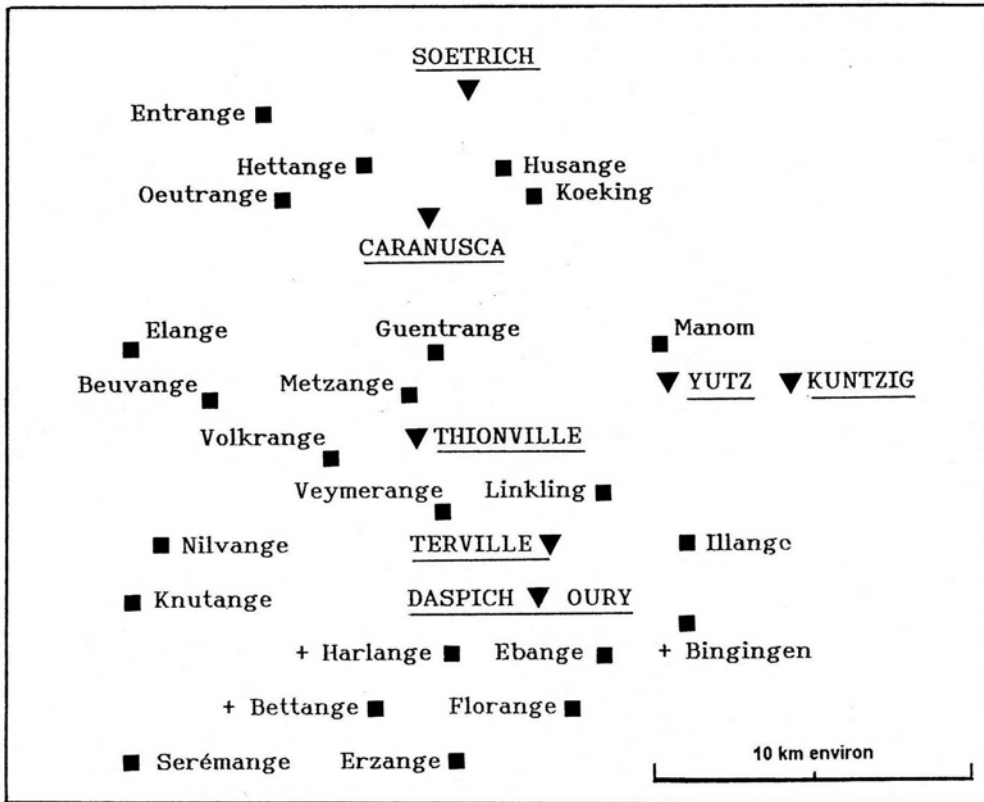 SOETRICH
Entrange
Hettange
Husange
Oeutrange
Koeking
CARANUSCA
Elange
Guentrange
Manom
Beuvange
Metzange
YUTZ
KUNTZIG
Volkrange
THIONVILLE
Veymerange
Linkling
Nilvange
TERVILLE
Illange
Knutange
DASPICH OURY
+ Harlange
Ebange
+ Bingingen
+ Bettange
Florange
Serémange
Erzange
10 km environ